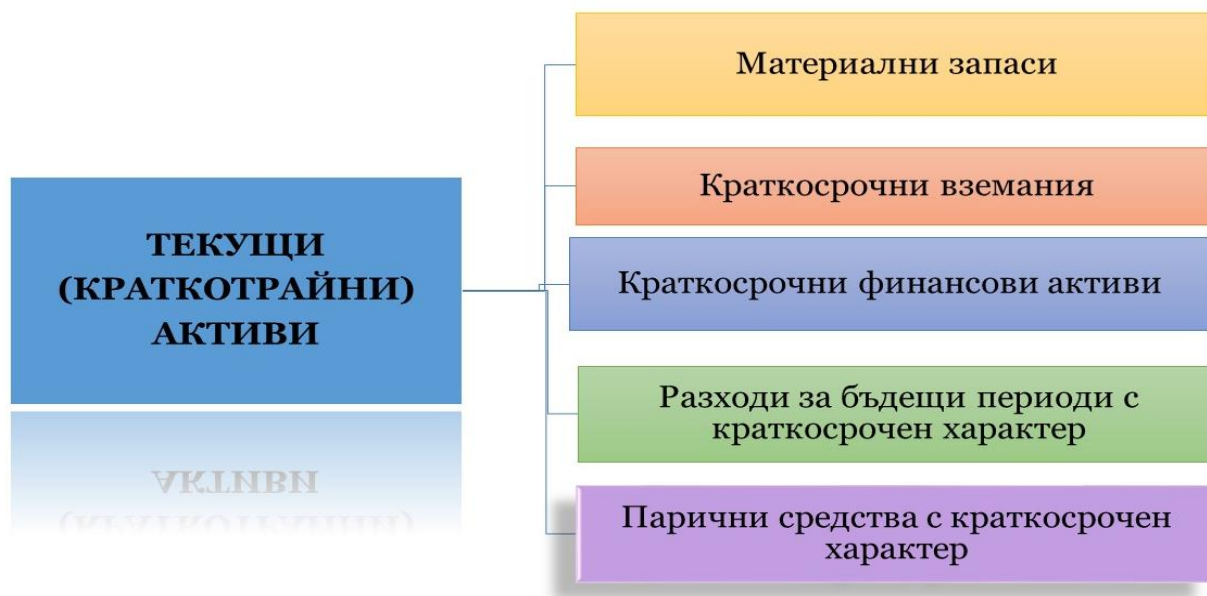 ТЕКУЩИ
(КРАТКОТРАЙНИ)
АКТИВИ
Материални запаси
Краткосрочни вземания
Краткосрочни финансови активи
Разходи за бъдещи периоди с
краткосрочен характер
Парични средства с краткосрочен
характер